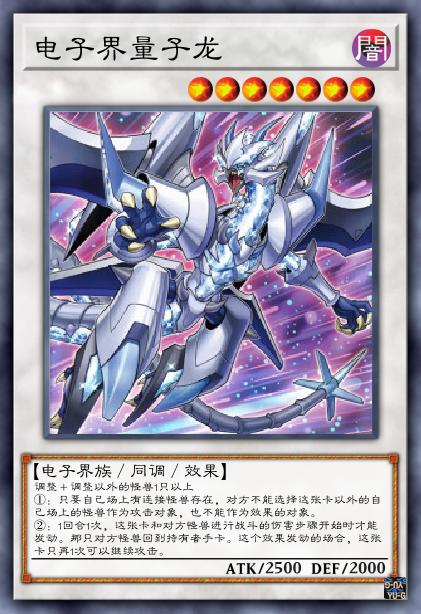 电子界量子龙
闇
【电子界族／同调／效果】
调整＋调整以外的怪兽1只以上
①：只要自己场上有连接怪兽存在，对方不能选择这张卡以外的自
己场上的怪兽作为攻击对象，也不能作为效果的对象。
②：1回合1次，这张卡和对方怪兽进行战斗的伤害步骤开始时才能
发动。那只对方怪兽回到持有者手卡。这个效果发动的场合，这张
卡只再1次可以继续攻击。
ATK/2500 DEF/2000